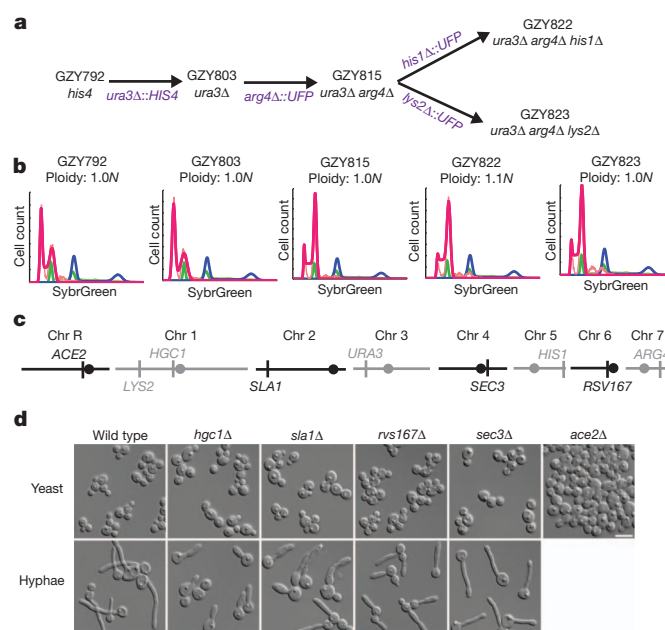 a
GZY792
his4
ura3Δ::HIS4
GZY803
ura3Δ
arg4Δ::UFP
GZY815
ura3Δ arg4Δ
his1Δ::UFP
GZY822
ura3Δ arg4Δ his1Δ
lys2Δ::UFP
GZY823
ura3Δ arg4Δ lys2Δ
b
GZY792
Ploidy: 1.0N
Cell count
SybrGreen
GZY803
Ploidy: 1.0N
Cell count
SybrGreen
GZY815
Ploidy: 1.0N
Cell count
SybrGreen
GZY822
Ploidy: 1.1N
Cell count
SybrGreen
GZY823
Ploidy: 1.0N
Cell count
SybrGreen
c
Chr R Chr 1 Chr 2 Chr 3 Chr 4 Chr 5 Chr 6 Chr 7
ACE2 HGC1 URA3 HIS1 ARG4
LYS2 SLA1 SEC3 RSV167
d
Wild type hgc1Δ sla1Δ rvs167Δ sec3Δ ace2Δ
Yeast
Hyphae